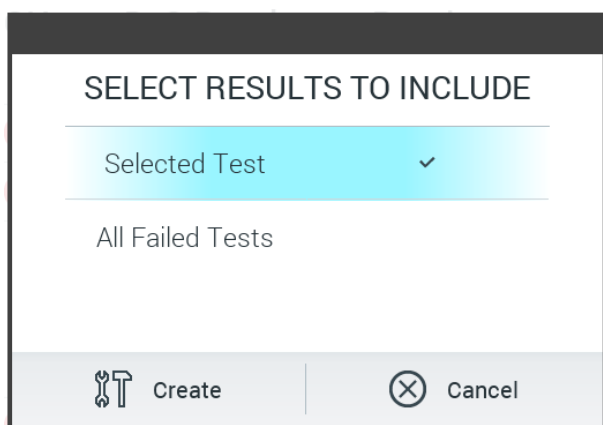 SELECT RESULTS TO INCLUDE
Selected Test
All Failed Tests
Create Cancel